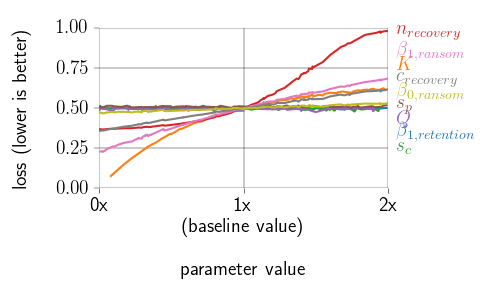 loss (lower is better)
1.00
0.75
0.50
0.25
0.00
0x
1x
2x
(baseline value)
parameter value
n_recovery
β_1,ransom
K
c_recovery
β_0,ransom
s_p
Q
β_1,retention
s_c